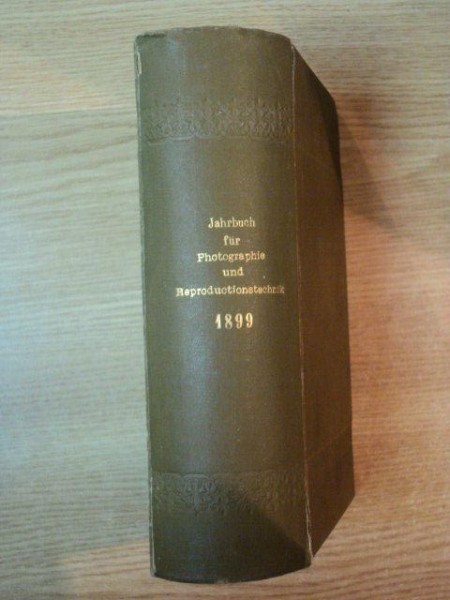 Jahrbuch
für
Photographie
und
Reproductionstechnik
1899